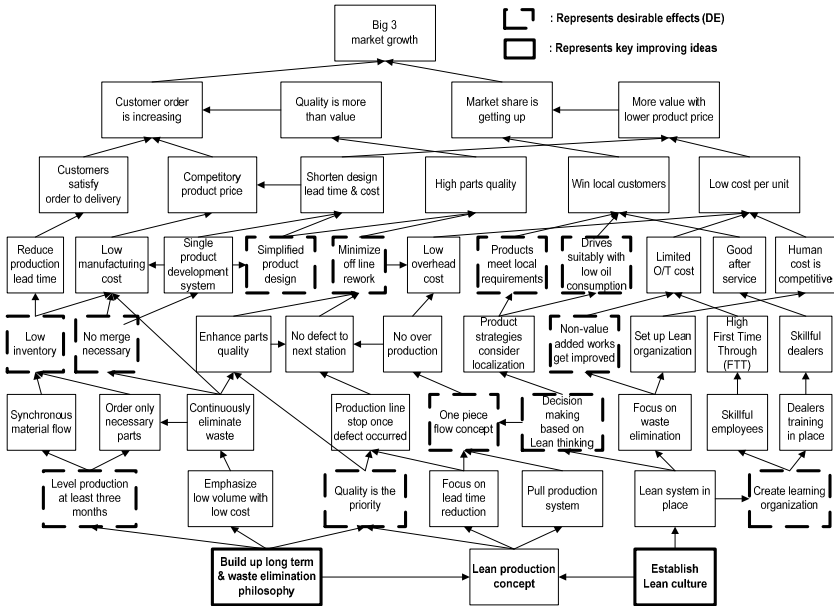 Big 3
market growth
: Represents desirable effects (DE)
: Represents key improving ideas
Customer order
is increasing
Quality is more
than value
Market share is
getting up
More value with
lower product price
Customers
satisfy
order to delivery
Competitory
product price
Shorten design
lead time & cost
High parts quality
Win local customers
Low cost per unit
Reduce
production
lead time
Low
manufacturing
cost
Single
product
development
system
Simplified
product
design
Minimize
off line
rework
Low
overhead
cost
Products
meet local
requirements
Drives
suitably with
low oil
consumption
Limited
O/T cost
Good
after
service
Human
cost is
competitive
Low
inventory
No merge
necessary
Enhance parts
quality
No defect to
next station
No over
production
Product
strategies
consider
localization
Non-value
added works
get improved
Set up Lean
organization
High
First Time
Through
(FTT)
Skillful
dealers
Synchronous
material flow
Order only
necessary
parts
Continuously
eliminate
waste
Production line
stop once
defect occurred
One piece
flow concept
Decision
making
based on
Lean thinking
Focus on
waste
elimination
Skillful
employees
Dealers
training
in place
Level production
at least three
months
Emphasize
low volume with
low cost
Quality is the
priority
Focus on
lead time
reduction
Pull production
system
Lean system in
place
Create learning
organization
Build up long term
& waste elimination
philosophy
Lean production
concept
Establish
Lean culture